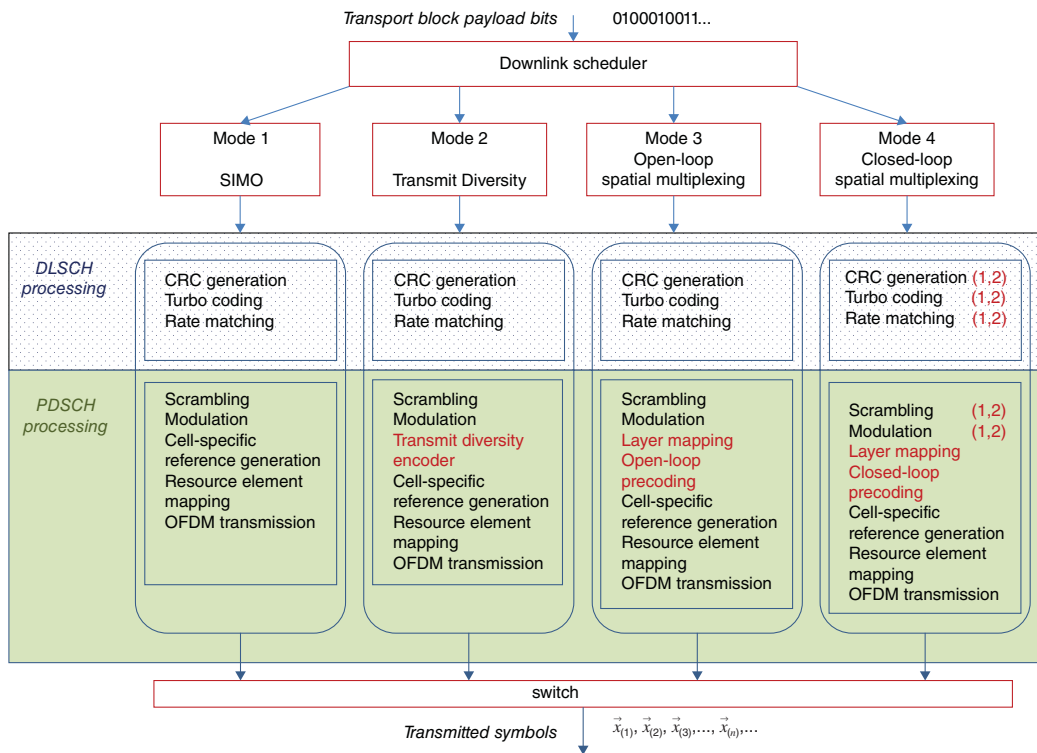 Transport block payload bits 0100010011...
Downlink scheduler
Mode 1
SIMO
Mode 2
Transmit Diversity
Mode 3
Open-loop
spatial multiplexing
Mode 4
Closed-loop
spatial multiplexing
DLSCH
processing
CRC generation
Turbo coding
Rate matching
CRC generation
Turbo coding
Rate matching
CRC generation
Turbo coding
Rate matching
CRC generation (1,2)
Turbo coding (1,2)
Rate matching (1,2)
PDSCH
processing
Scrambling
Modulation
Cell-specific
reference generation
Resource element
mapping
OFDM transmission
Scrambling
Modulation
Transmit diversity
encoder
Cell-specific
reference generation
Resource element
mapping
OFDM transmission
Scrambling
Modulation
Layer mapping
Open-loop
precoding
Cell-specific
reference generation
Resource element
mapping
OFDM transmission
Scrambling (1,2)
Modulation (1,2)
Layer mapping
Closed-loop
precoding
Cell-specific
reference generation
Resource element
mapping
OFDM transmission
switch
Transmitted symbols x⃗(1), x⃗(2), x⃗(3),..., x⃗(n),...